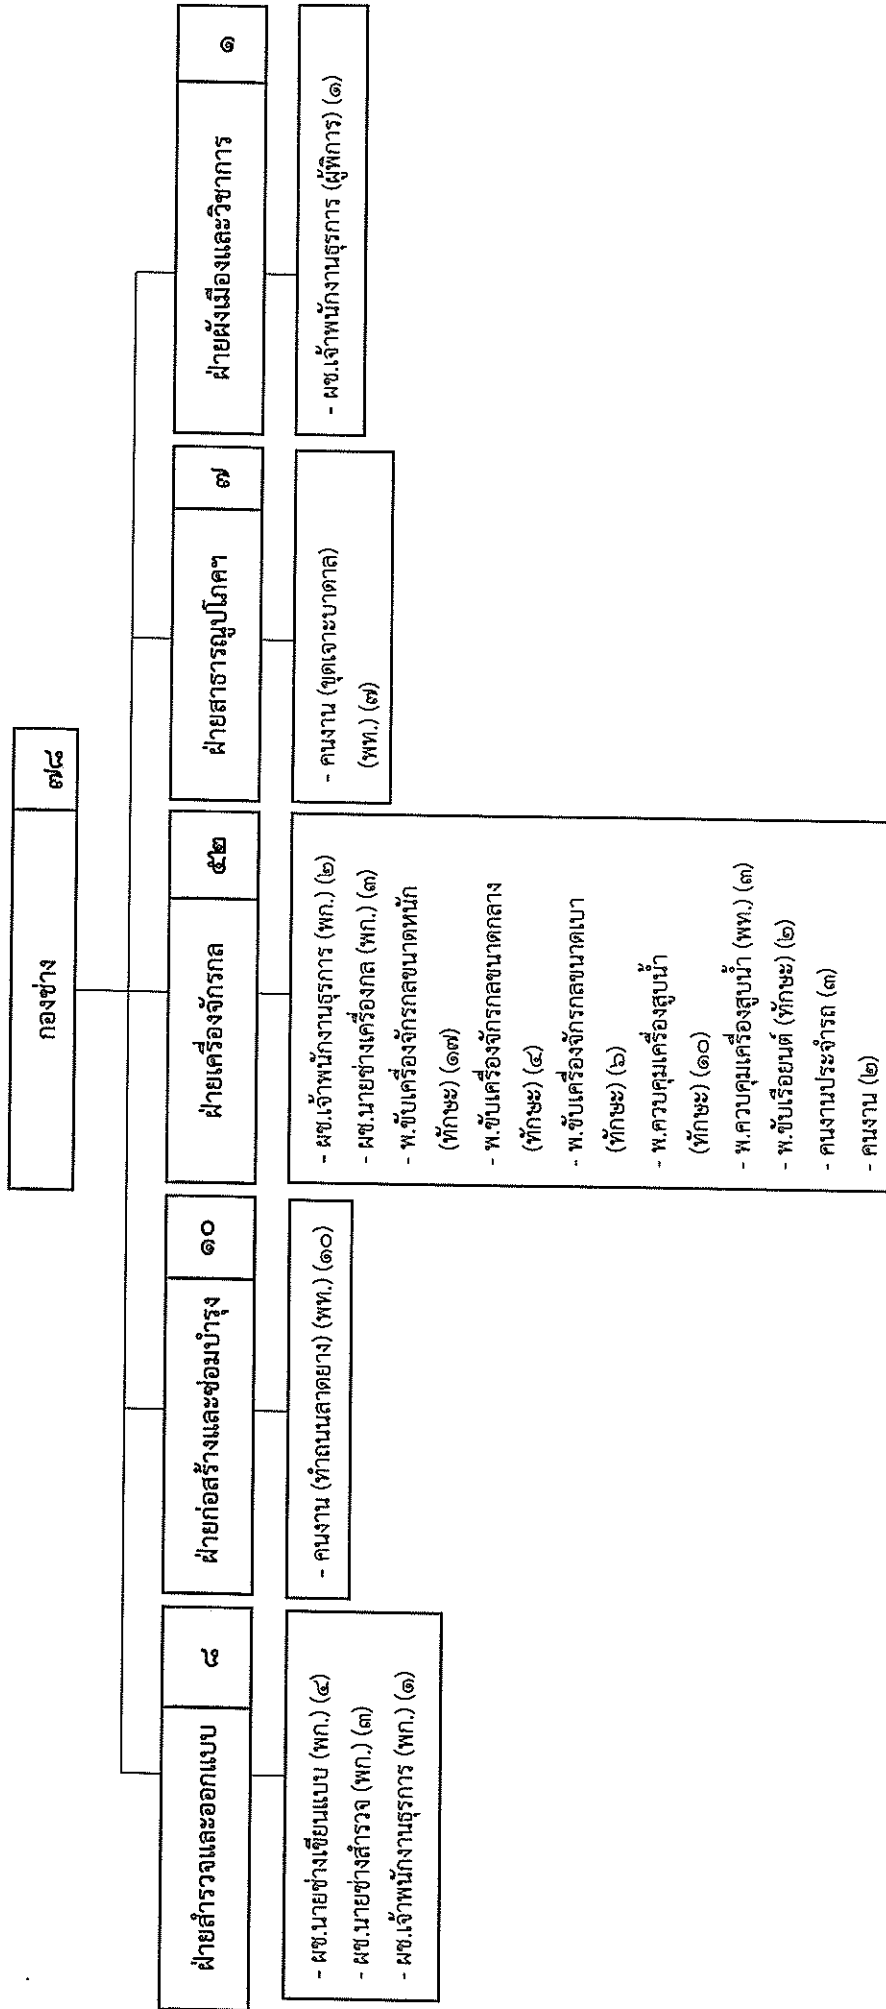 กองช่าง ๗๘
ฝ่ายสำรวจและออกแบบ ๘
- ผช.นายช่างเขียนแบบ (พก.) (๔)
- ผช.นายช่างสำรวจ (พก.) (๓)
- ผช.เจ้าพนักงานธุรการ (พก.) (๑)
ฝ่ายก่อสร้างและซ่อมบำรุง ๑๐
- คนงาน (ทำถนนลาดยาง) (พท.) (๑๐)
ฝ่ายเครื่องจักรกล ๕๒
- ผช.เจ้าพนักงานธุรการ (พก.) (๒)
- ผช.นายช่างเครื่องกล (พก.) (๓)
- พ.ขับเครื่องจักรกลขนาดหนัก
(ทักษะ) (๑๗)
- พ.ขับเครื่องจักรกลขนาดกลาง
(ทักษะ) (๔)
- พ.ขับเครื่องจักรกลขนาดเบา
(ทักษะ) (๖)
- พ.ควบคุมเครื่องสูบน้ำ
(ทักษะ) (๑๐)
- พ.ควบคุมเครื่องสูบน้ำ (พท.) (๓)
- พ.ขับเรือยนต์ (ทักษะ) (๒)
- คนงานประจำรถ (๓)
- คนงาน (๒)
ฝ่ายสาธารณูปโภคฯ ๗
- คนงาน (ขุดเจาะบาดาล)
(พท.) (๗)
ฝ่ายผังเมืองและวิชาการ ๑
- ผช.เจ้าพนักงานธุรการ (ผู้พิการ) (๑)